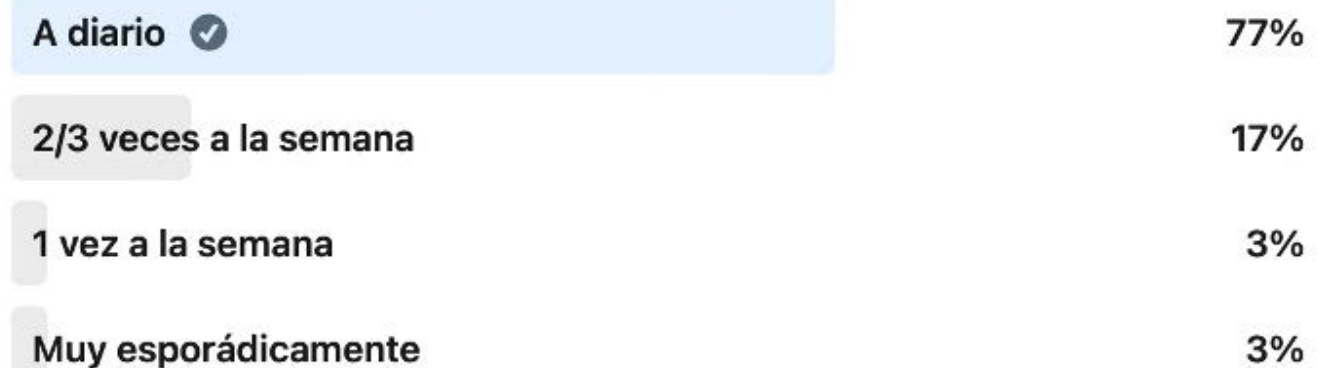 A diario 77%
2/3 veces a la semana 17%
1 vez a la semana 3%
Muy esporádicamente 3%